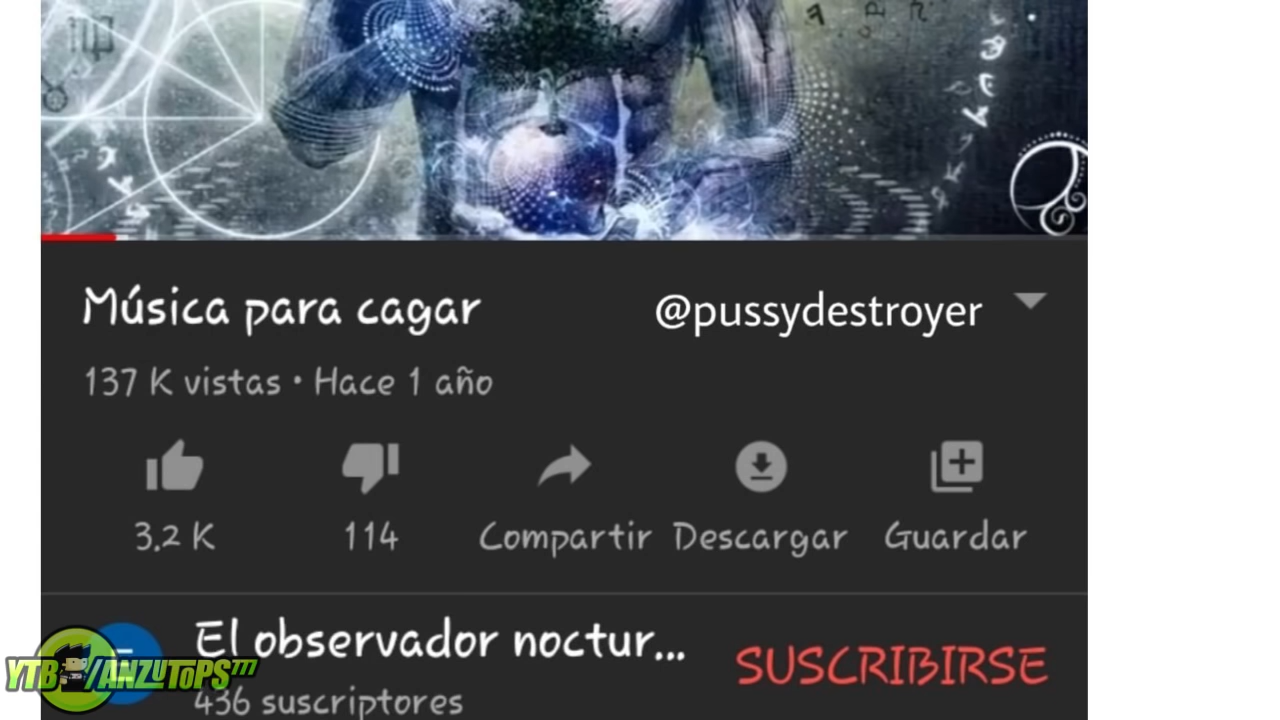 Música para cagar
@pussydestroyer
137 K vistas • Hace 1 año
3.2 K
114
Compartir
Descargar
Guardar
El observador noctur...
SUSCRIBIRSE
436 suscriptores
YTB/ANZUTOPS777